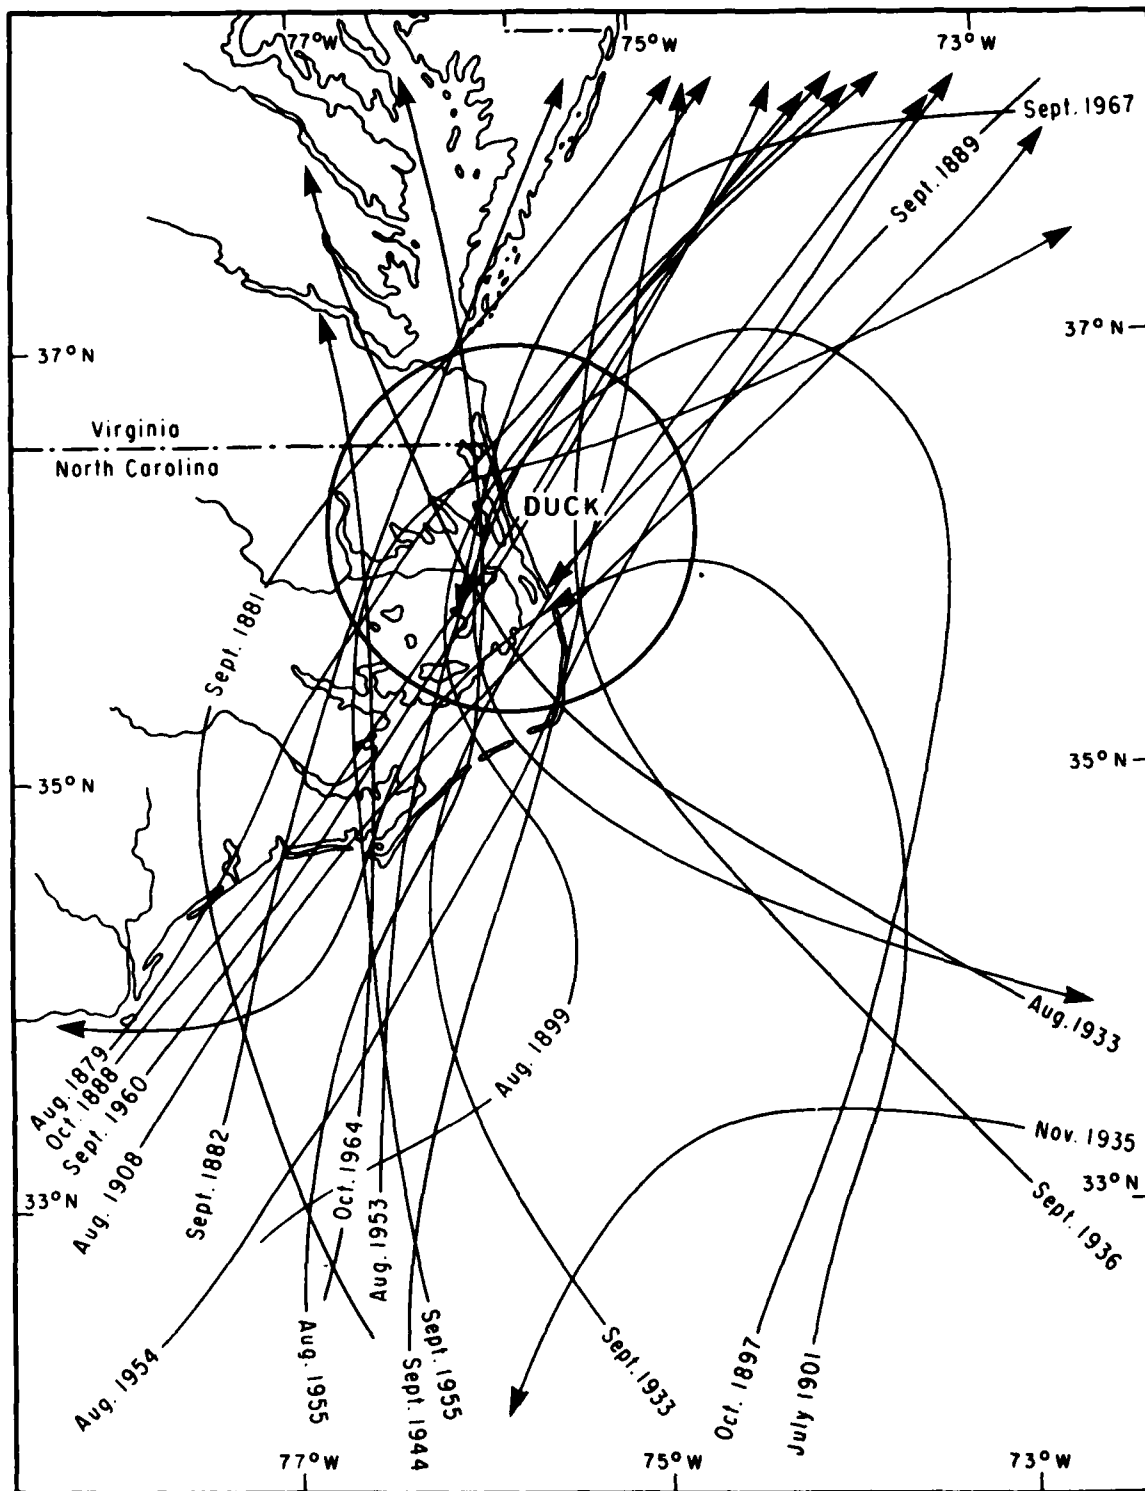 77°W
75°W
73°W
Sept. 1967
Sept. 1889
37°N
37°N
Virginia
North Carolina
DUCK
Sept. 1881
35°N
35°N
Aug. 1933
Aug. 1899
Aug. 1879
Oct. 1888
Sept. 1960
Aug. 1908
Sept. 1882
Oct. 1964
Aug. 1953
Nov. 1935
33°N
33°N
Sept. 1936
Aug. 1954
Aug. 1955
Sept. 1955
Sept. 1944
Sept. 1933
Oct. 1897
July 1901
77°W
75°W
73°W